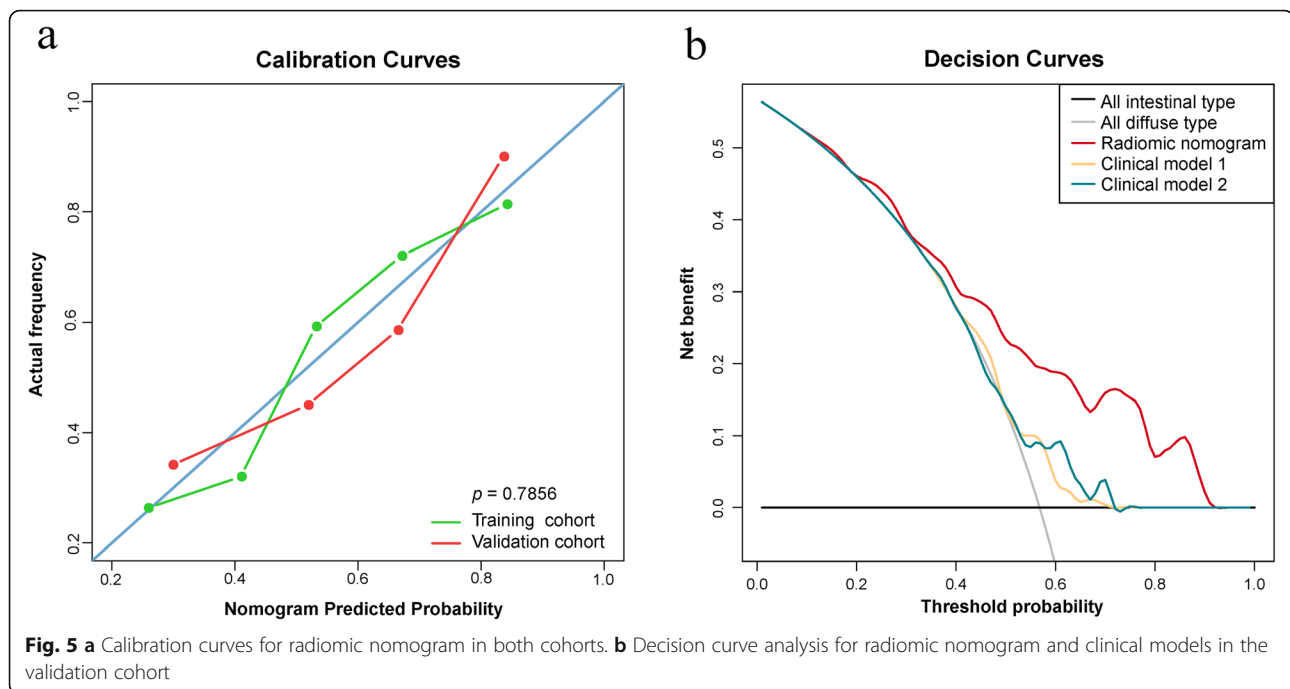 a
Calibration Curves
1.0
0.8
0.6
0.4
0.2
Actual frequency
p = 0.7856
Training cohort
Validation cohort
0.2 0.4 0.6 0.8 1.0
Nomogram Predicted Probability
b
Decision Curves
All intestinal type
All diffuse type
Radiomic nomogram
Clinical model 1
Clinical model 2
0.5
0.4
0.3
0.2
0.1
0.0
Net benefit
0.0 0.2 0.4 0.6 0.8 1.0
Threshold probability
Fig. 5 a Calibration curves for radiomic nomogram in both cohorts. b Decision curve analysis for radiomic nomogram and clinical models in the
validation cohort